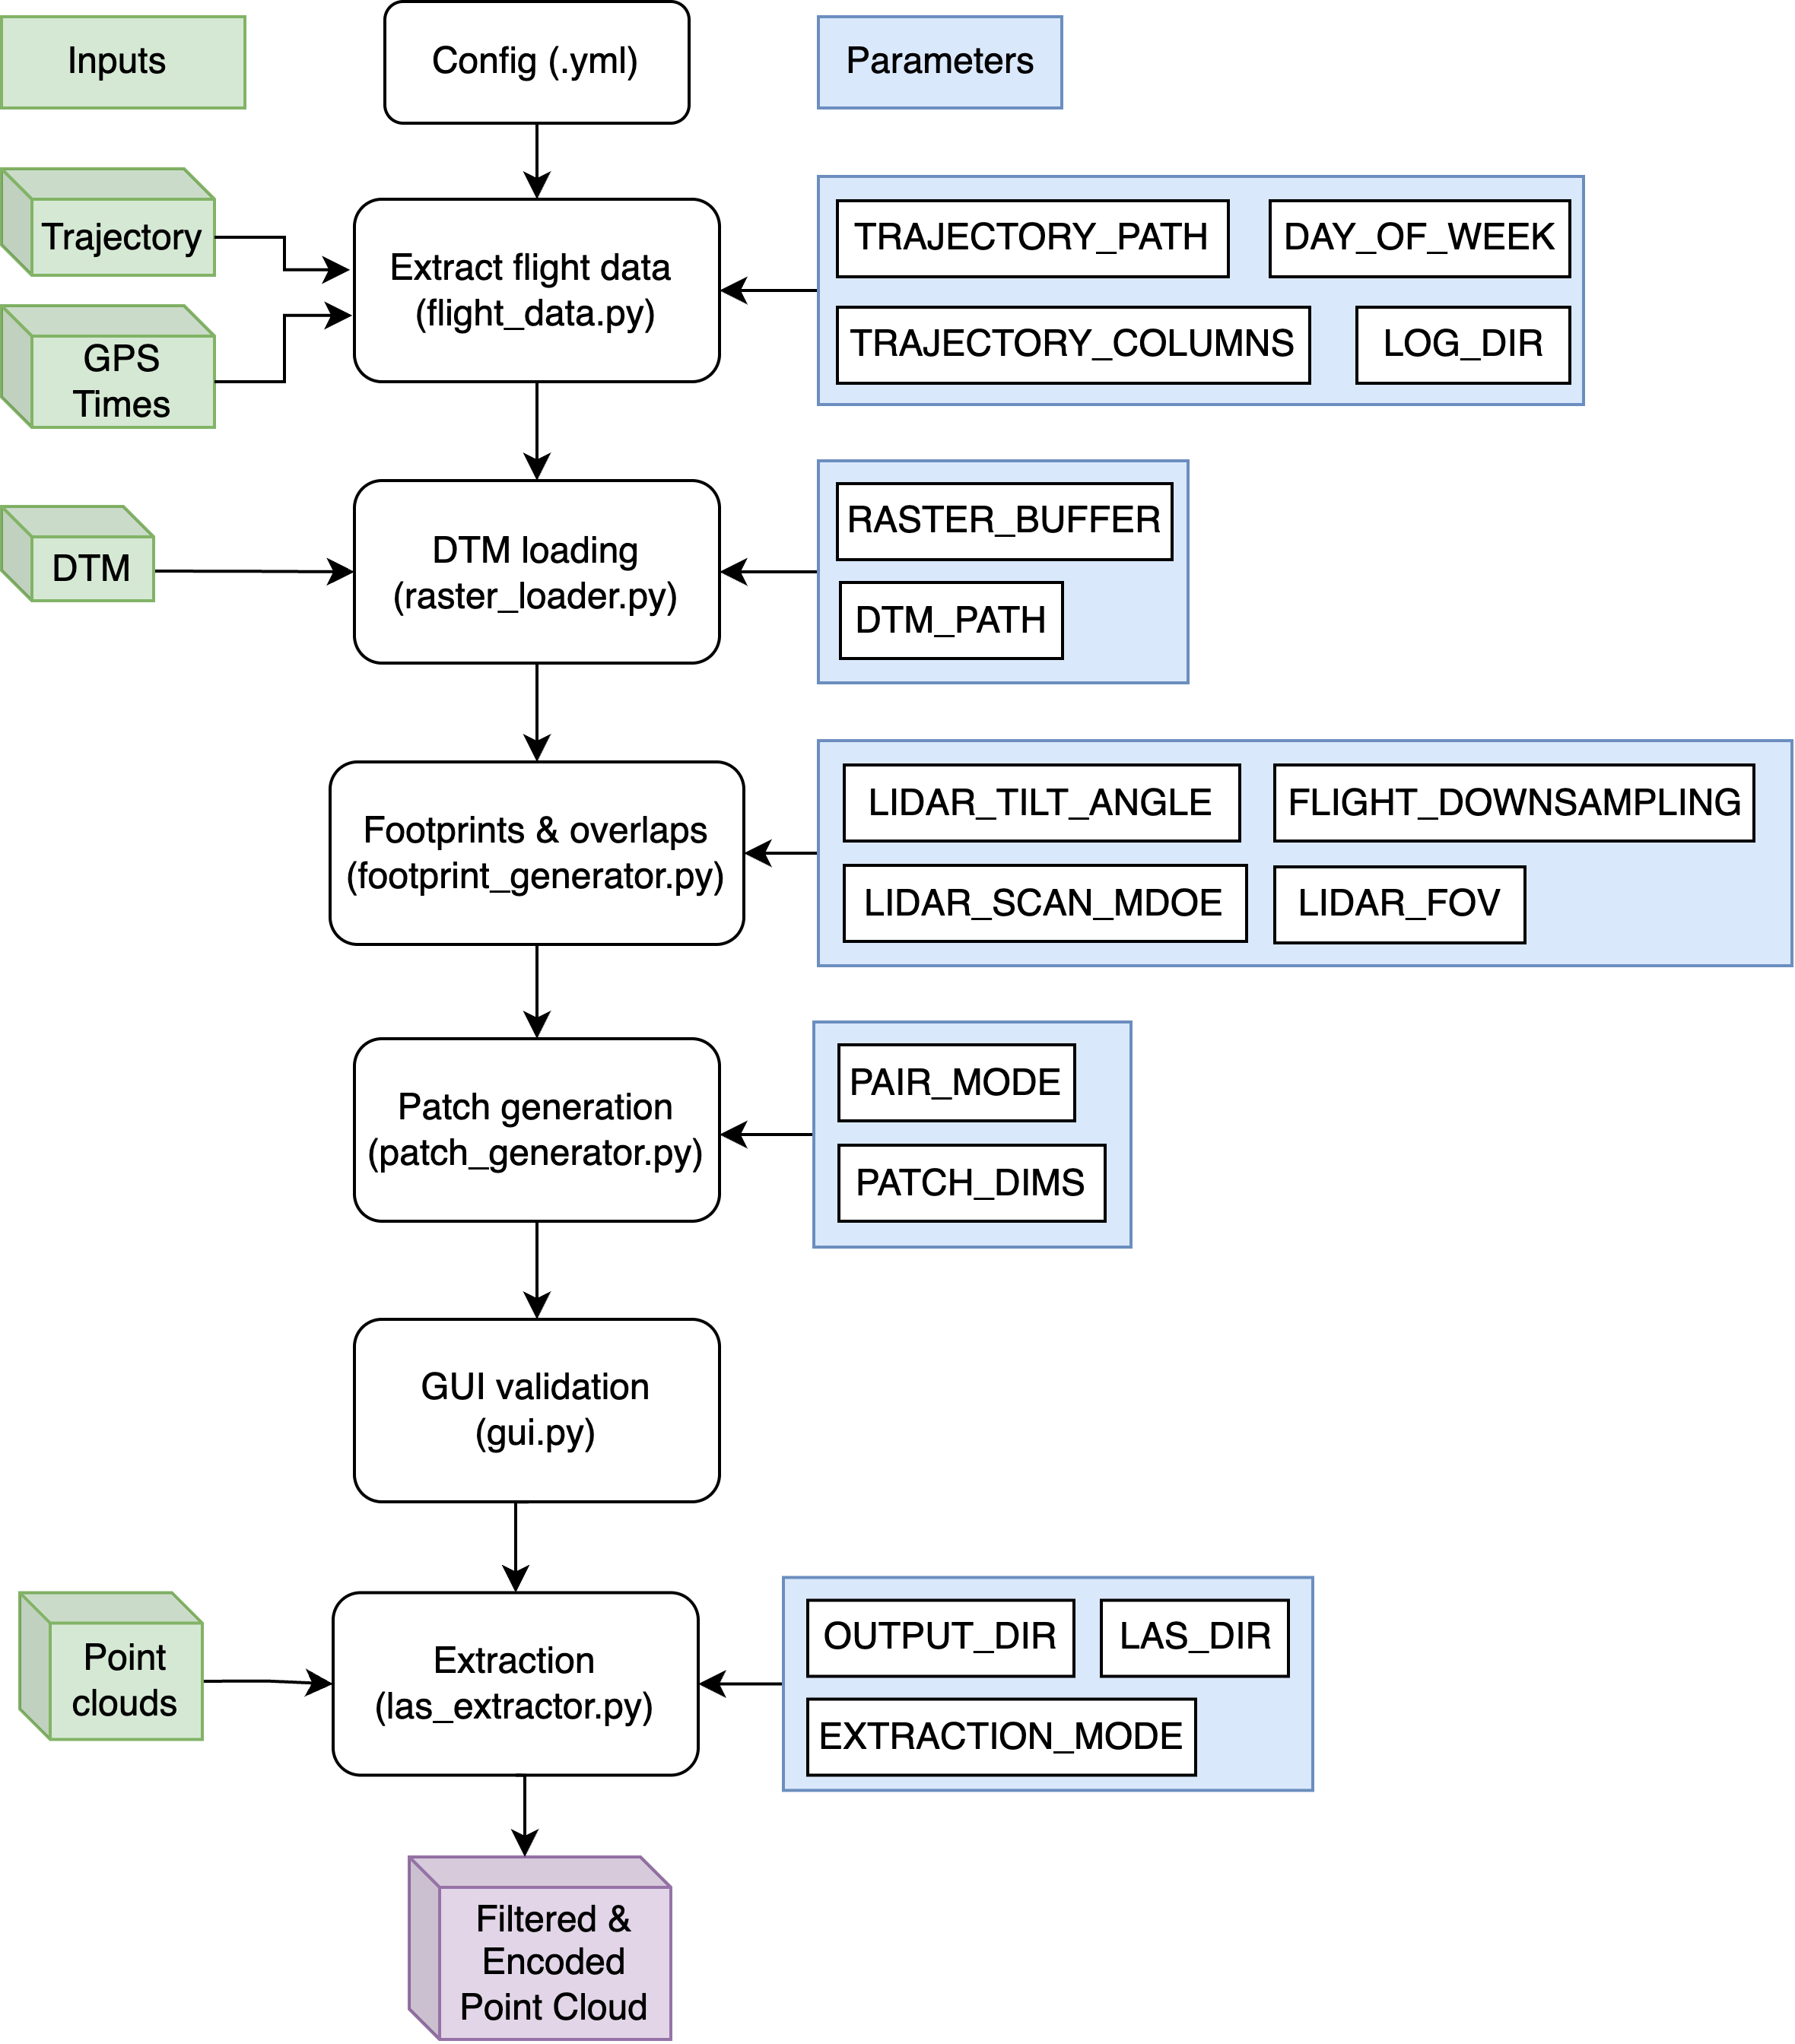 Inputs
Config (.yml)
Parameters
Trajectory
GPS
Times
Extract flight data
(flight_data.py)
TRAJECTORY_PATH
DAY_OF_WEEK
TRAJECTORY_COLUMNS
LOG_DIR
DTM
DTM loading
(raster_loader.py)
RASTER_BUFFER
DTM_PATH
Footprints & overlaps
(footprint_generator.py)
LIDAR_TILT_ANGLE
FLIGHT_DOWNSAMPLING
LIDAR_SCAN_MDOE
LIDAR_FOV
Patch generation
(patch_generator.py)
PAIR_MODE
PATCH_DIMS
GUI validation
(gui.py)
Point
clouds
Extraction
(las_extractor.py)
OUTPUT_DIR
LAS_DIR
EXTRACTION_MODE
Filtered &
Encoded
Point Cloud